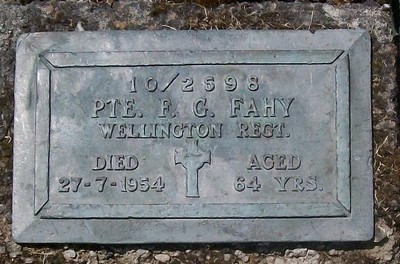 10/2598
PTE. F. G. FAHY
WELLINGTON REGT.
DIED AGED
27-7-1954 64 YRS.